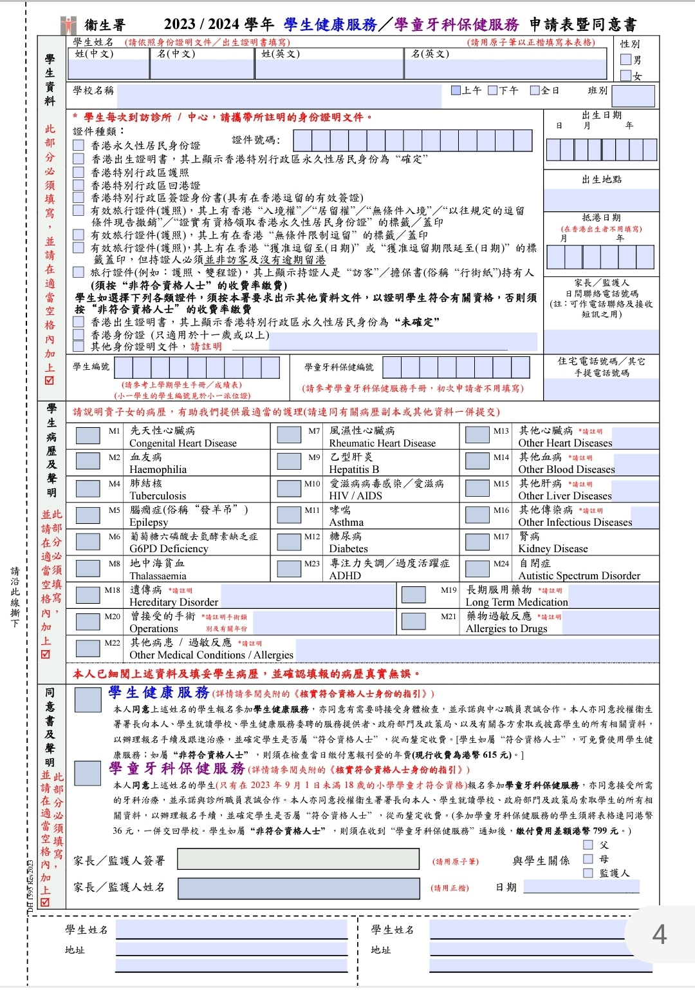 衞生署 2023 / 2024 學年 學生健康服務／學童牙科保健服務 申請表暨同意書
學生資料
此部分必須填寫，並請在適當空格內加上☑
學生姓名 (請依照身份證明文件／出生證明書填寫) (請用原子筆以正楷填寫本表格)
姓(中文) 名(中文) 姓(英文) 名(英文)
性別
男
女
學校名稱 上午 下午 全日 班別
* 學生每次到訪診所 / 中心，請攜帶所註明的身份證明文件。
證件種類： 證件號碼:
香港永久性居民身份證
香港出生證明書，其上顯示香港特別行政區永久性居民身份為“確定”
香港特別行政區護照
香港特別行政區回港證
香港特別行政區簽證身份書(具有在香港逗留的有效簽證)
有效旅行證件(護照)，其上有香港“入境權”╱“居留權”╱“無條件入境”╱“以往規定的逗留
條件現告撤銷”╱“證實有資格領取香港永久性居民身份證”的標籤／蓋印
有效旅行證件(護照)，其上有在香港“無條件限制逗留”的標籤／蓋印
有效旅行證件(護照),其上有在香港“獲准逗留至(日期)”或“獲准逗留期限延至(日期)”的標
籤蓋印，但持證人必須並非訪客及沒有逾期留港
旅行證件(例如：護照、雙程證)，其上顯示持證人是“訪客”╱擔保書(俗稱“行街紙”)持有人
(須按“非符合資格人士”的收費率繳費)
學生如選擇下列各類證件，須按本署要求出示其他資料文件，以證明學生符合有關資格，否則須
按“非符合資格人士”的收費率繳費
香港出生證明書，其上顯示香港特別行政區永久性居民身份為“未確定”
香港身份證 (只適用於十一歲或以上)
其他身份證明文件，請註明
出生日期
日 月 年
出生地點
抵港日期
(在香港出生者不用填寫)
月 年
家長／監護人
日間聯絡電話號碼
(註：可作電話聯絡及接收
短訊之用)
住宅電話號碼／其它
手提電話號碼
學生編號
(請參考上學期學生手冊／成績表)
(小一學生的學生編號見於小一派位證)
學童牙科保健編號
(請參考學童牙科保健服務手冊，初次申請者不用填寫)
學生病歷及聲明
此部分必須填寫，並請在適當空格內加上☑
請說明貴子女的病歷，有助我們提供最適當的護理(請連同有關病歷副本或其他資料一併提交)
M1 先天性心臟病 M7 風濕性心臟病 M13 其他心臟病 *請註明
Congenital Heart Disease Rheumatic Heart Disease Other Heart Diseases
M2 血友病 M9 乙型肝炎 M14 其他血病 *請註明
Haemophilia Hepatitis B Other Blood Diseases
M4 肺結核 M10 愛滋病病毒感染／愛滋病 M15 其他肝病 *請註明
Tuberculosis HIV / AIDS Other Liver Diseases
M5 腦癇症(俗稱“發羊吊”) M11 哮喘 M16 其他傳染病 *請註明
Epilepsy Asthma Other Infectious Diseases
M6 葡萄糖六磷酸去氫酵素缺乏症 M12 糖尿病 M17 腎病
G6PD Deficiency Diabetes Kidney Disease
M8 地中海貧血 M23 專注力失調／過度活躍症 M24 自閉症
Thalassaemia ADHD Autistic Spectrum Disorder
M18 遺傳病 *請註明 M19 長期服用藥物 *請註明
Hereditary Disorder Long Term Medication
M20 曾接受的手術 *請註明手術類 M21 藥物過敏反應 *請註明
Operations 別及有關年份 Allergies to Drugs
M22 其他病患 / 過敏反應 *請註明
Other Medical Conditions / Allergies
本人已細閱上述資料及填妥學生病歷，並確認填報的病歷真實無誤。
同意書及聲明
此部分必須填寫，並請在適當空格內加上☑
學生健康服務(詳情請參閱夾附的《核實符合資格人士身份的指引》)
本人同意上述姓名的學生報名參加學生健康服務，亦同意有需要時接受身體檢查，並承諾與中心職員衷誠合作。本人亦同意授權衞生
署署長向本人、學生就讀學校、學生健康服務委聘的服務提供者、政府部門及政策局、以及有關各方索取或披露學生的所有相關資料，
以辦理報名手續及跟進治療，並確定學生是否屬“符合資格人士”，從而釐定收費。[學生如屬“符合資格人士”，可免費使用學生健
康服務；如屬“非符合資格人士”，則須在檢查當日繳付憲報刊登的年費(現行收費為港幣 615 元)。]
學童牙科保健服務(詳情請參閱夾附的《核實符合資格人士身份的指引》)
本人同意上述姓名的學生(只有在 2023 年 9 月 1 日未滿 18 歲的小學學童才符合資格)報名參加學童牙科保健服務，亦同意接受所需
的牙科治療，並承諾與診所職員衷誠合作。本人亦同意授權衞生署署長向本人、學生就讀學校、政府部門及政策局索取學生的所有相
關資料，以辦理報名手續，並確定學生是否屬“符合資格人士”，從而釐定收費。(參加學童牙科保健服務的學生須將表格連同港幣
36 元，一併交回學校。學生如屬“非符合資格人士”，則須在收到“學童牙科保健服務”通知後，繳付費用差額港幣 799 元。)
家長／監護人簽署 (請用原子筆) 與學生關係
父
母
監護人
家長／監護人姓名 (請用正楷) 日期
請沿此線撕下
DH 1595 Rev2023
學生姓名 學生姓名
地址 地址
4